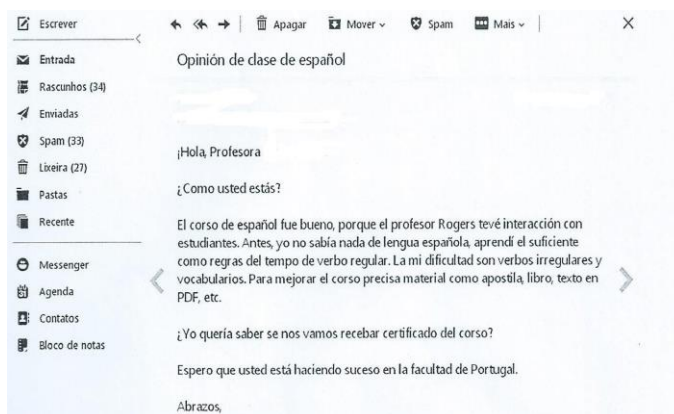 Escrever
Apagar Mover Spam Mais
Entrada
Opinión de clase de español
Rascunhos (34)
Enviadas
Spam (33)
¡Hola, Profesora
Lixeira (27)
¿Como usted estás?
Pastas
Recente
El corso de español fue bueno, porque el profesor Rogers tevé interacción con
estudiantes. Antes, yo no sabía nada de lengua española, aprendí el suficiente
como regras del tempo de verbo regular. La mi dificultad son verbos irregulares y
vocabularios. Para mejorar el corso precisa material como apostila, libro, texto en
PDF, etc.
Messenger
Agenda
Contatos
Bloco de notas
¿Yo quería saber se nos vamos recebar certificado del corso?
Espero que usted está haciendo suceso en la facultad de Portugal.
Abrazos,